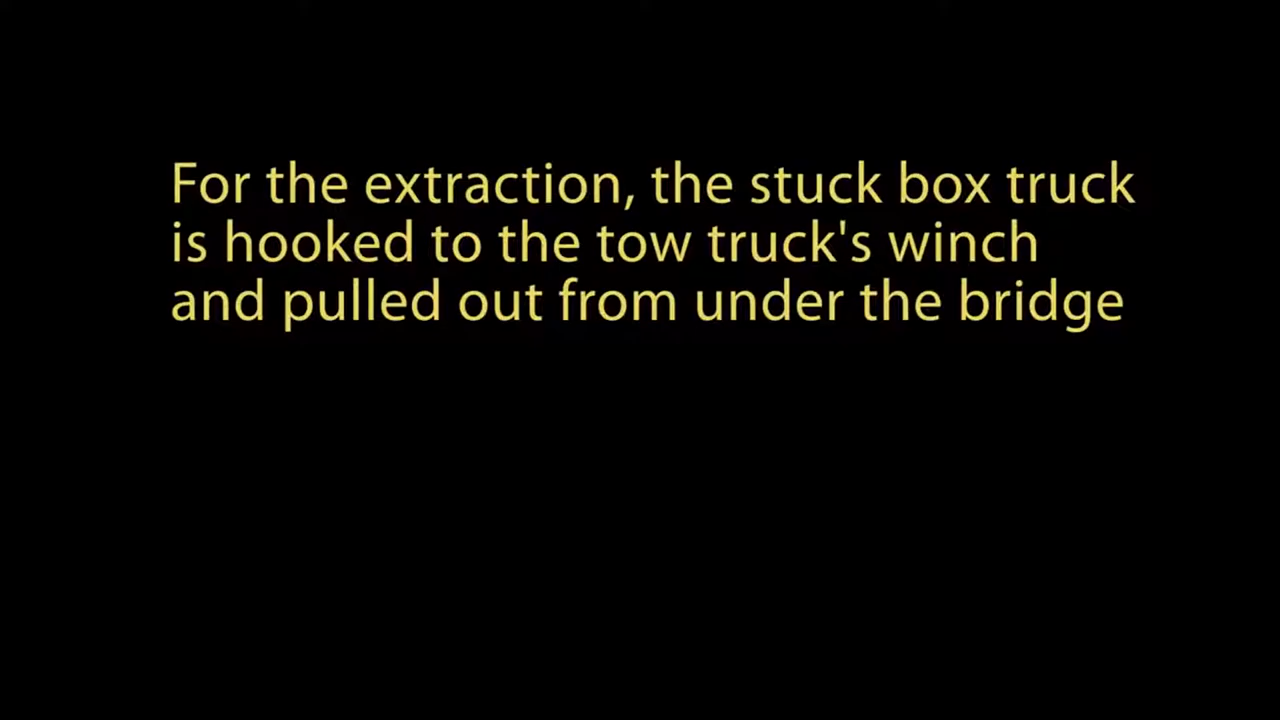 For the extraction, the stuck box truck
is hooked to the tow truck's winch
and pulled out from under the bridge